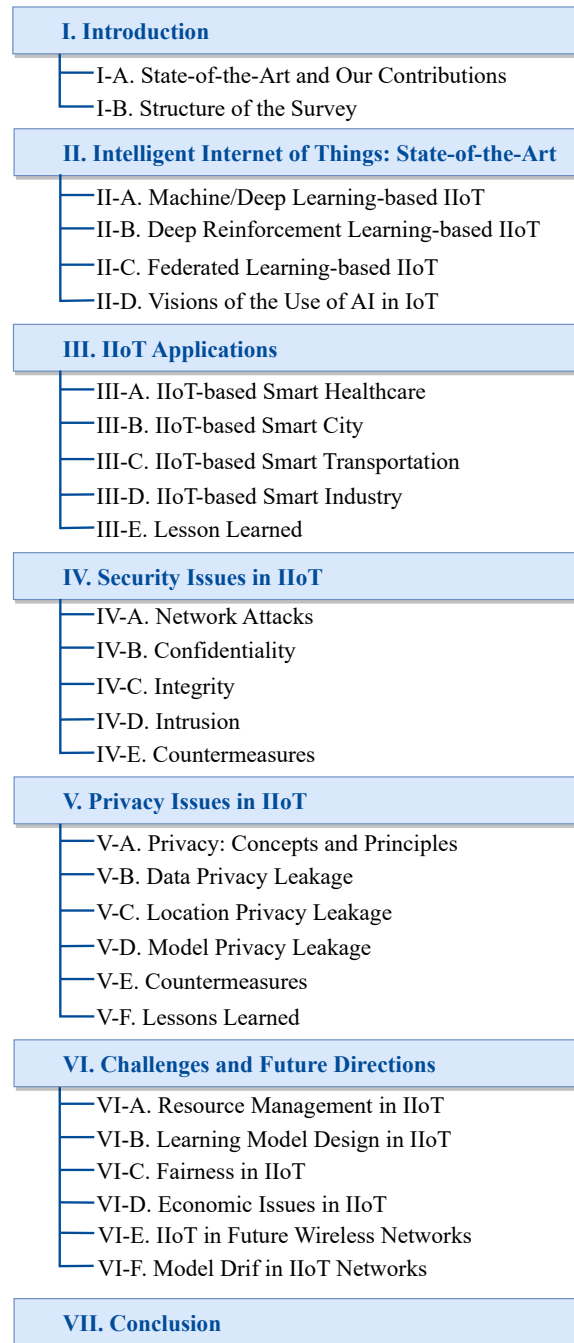 I. Introduction
I-A. State-of-the-Art and Our Contributions
I-B. Structure of the Survey
II. Intelligent Internet of Things: State-of-the-Art
II-A. Machine/Deep Learning-based IIoT
II-B. Deep Reinforcement Learning-based IIoT
II-C. Federated Learning-based IIoT
II-D. Visions of the Use of AI in IoT
III. IIoT Applications
III-A. IIoT-based Smart Healthcare
III-B. IIoT-based Smart City
III-C. IIoT-based Smart Transportation
III-D. IIoT-based Smart Industry
III-E. Lesson Learned
IV. Security Issues in IIoT
IV-A. Network Attacks
IV-B. Confidentiality
IV-C. Integrity
IV-D. Intrusion
IV-E. Countermeasures
V. Privacy Issues in IIoT
V-A. Privacy: Concepts and Principles
V-B. Data Privacy Leakage
V-C. Location Privacy Leakage
V-D. Model Privacy Leakage
V-E. Countermeasures
V-F. Lessons Learned
VI. Challenges and Future Directions
VI-A. Resource Management in IIoT
VI-B. Learning Model Design in IIoT
VI-C. Fairness in IIoT
VI-D. Economic Issues in IIoT
VI-E. IIoT in Future Wireless Networks
VI-F. Model Drif in IIoT Networks
VII. Conclusion